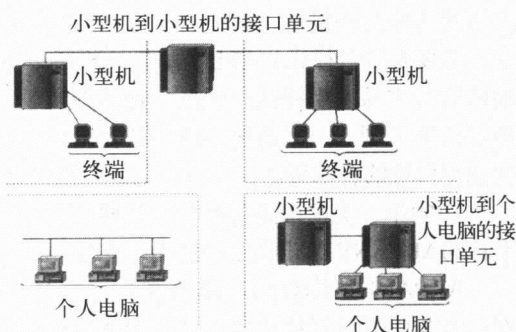 小型机到小型机的接口单元
小型机
小型机
终端
终端
小型机
小型机到个
人电脑的接
口单元
个人电脑
个人电脑